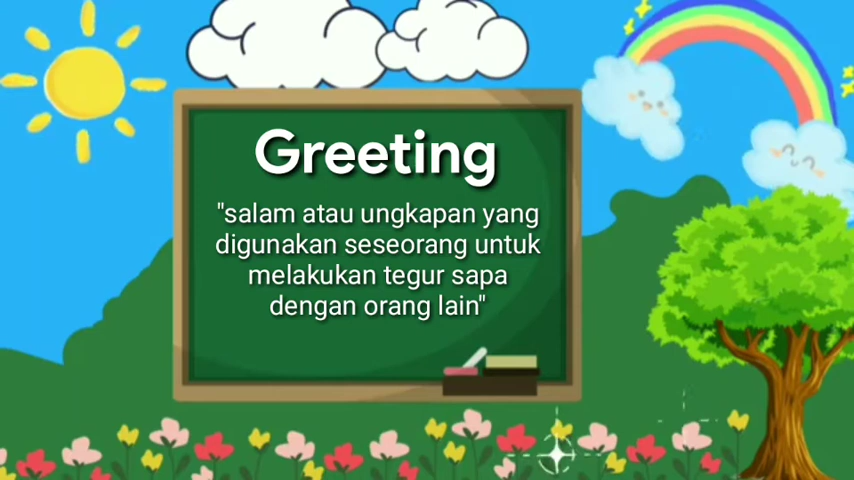 Greeting
"salam atau ungkapan yang
digunakan seseorang untuk
melakukan tegur sapa
dengan orang lain"